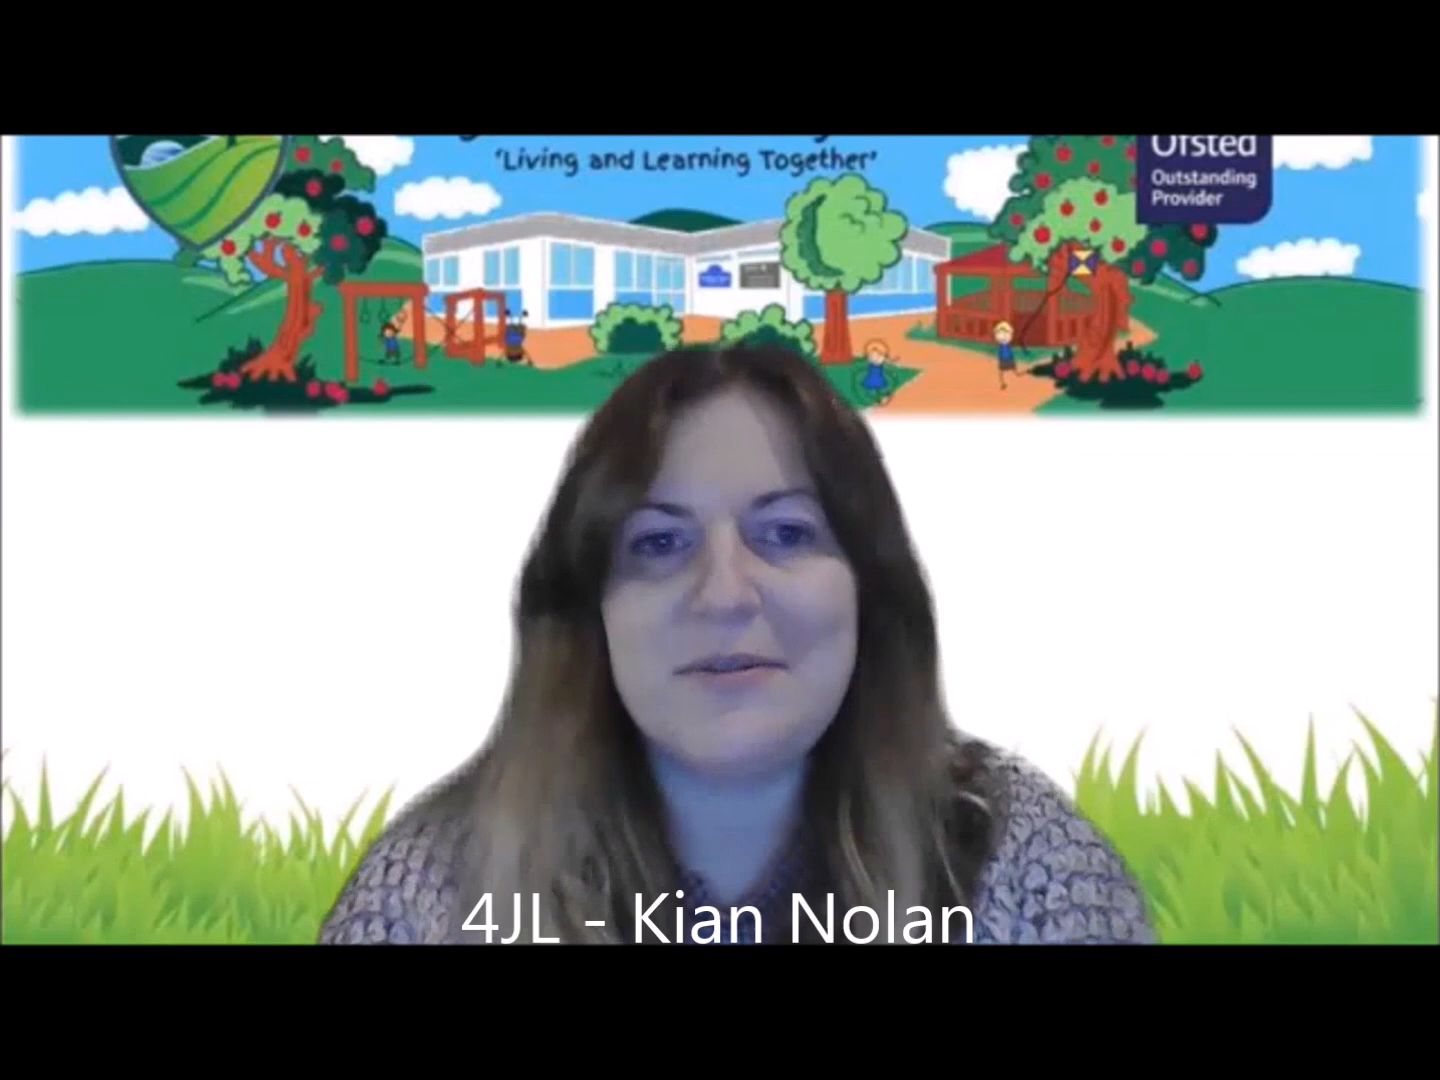 'Living and Learning Together'
Ofsted
Outstanding
Provider
4JL - Kian Nolan